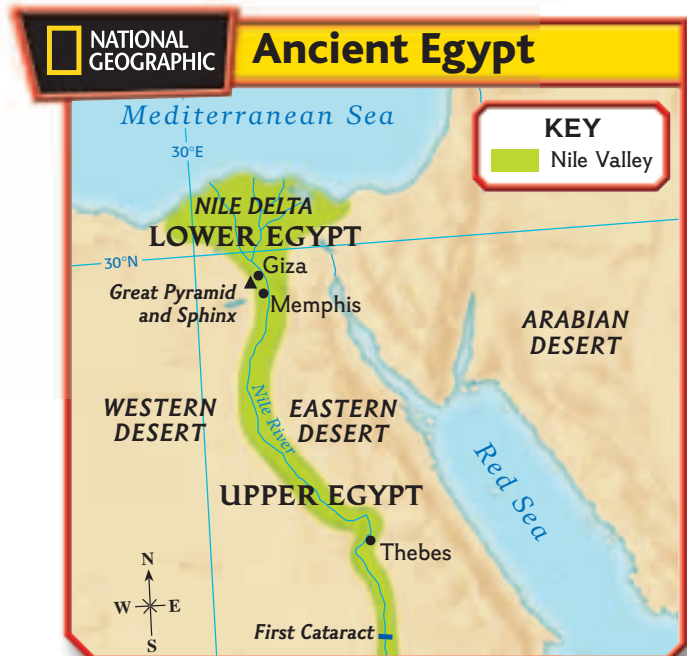 NATIONAL
GEOGRAPHIC
Ancient Egypt
Mediterranean Sea
KEY
Nile Valley
30°E
NILE DELTA
LOWER EGYPT
30°N
Giza
Great Pyramid
and Sphinx
Memphis
ARABIAN
DESERT
WESTERN
DESERT
Nile River
EASTERN
DESERT
Red Sea
UPPER EGYPT
Thebes
N
W E
S
First Cataract